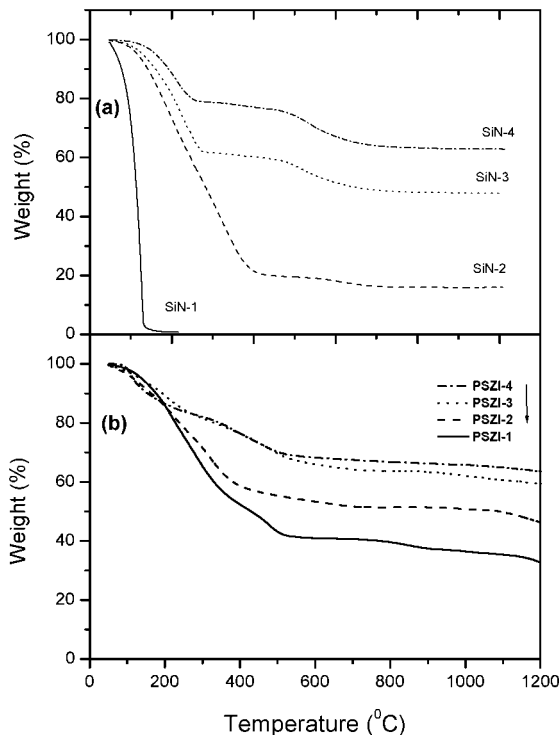 100
80
60
40
20
0
Weight (%)
(a)
SiN-4
SiN-3
SiN-2
SiN-1
100
80
60
40
20
0
Weight (%)
(b)
PSZI-4
PSZI-3
PSZI-2
PSZI-1
0 200 400 600 800 1000 1200
Temperature (⁰C)